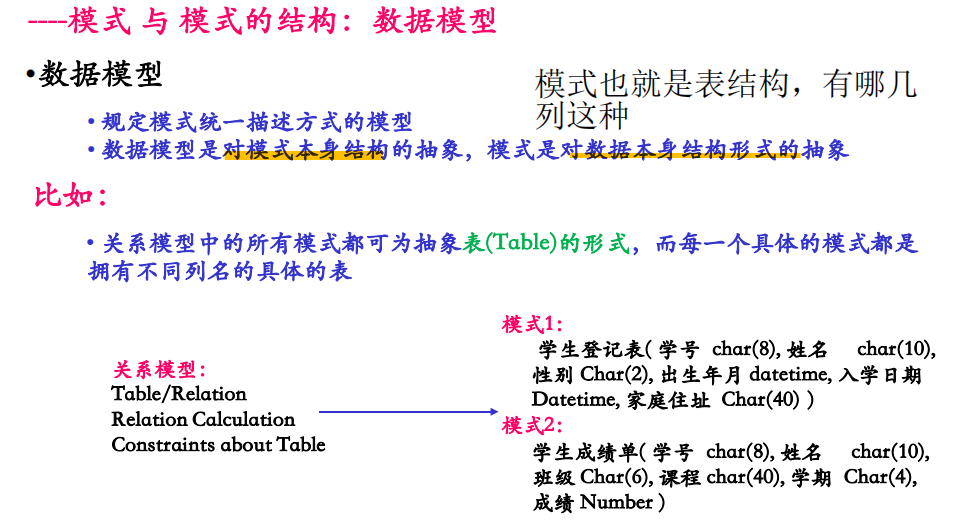 ----模式 与 模式的结构：数据模型
•数据模型
模式也就是表结构，有哪几
列这种
• 规定模式统一描述方式的模型
• 数据模型是对模式本身结构的抽象，模式是对数据本身结构形式的抽象
比如：
• 关系模型中的所有模式都可为抽象表(Table)的形式，而每一个具体的模式都是
拥有不同列名的具体的表
关系模型：
Table/Relation
Relation Calculation
Constraints about Table
模式1：
学生登记表( 学号 char(8), 姓名 char(10),
性别 Char(2), 出生年月 datetime, 入学日期
Datetime, 家庭住址 Char(40) )
模式2：
学生成绩单( 学号 char(8), 姓名 char(10),
班级 Char(6), 课程 char(40), 学期 Char(4),
成绩 Number )